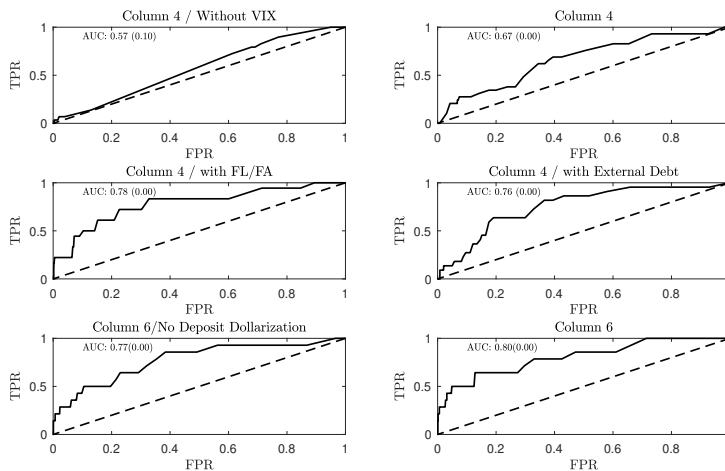 Column 4 / Without VIX
1
AUC: 0.57 (0.10)
TPR
0.5
0
0 0.2 0.4 0.6 0.8 1
FPR
Column 4
1
AUC: 0.67 (0.00)
TPR
0.5
0
0 0.2 0.4 0.6 0.8
FPR
Column 4 / with FL/FA
1
AUC: 0.78 (0.00)
TPR
0.5
0
0 0.2 0.4 0.6 0.8 1
FPR
Column 4 / with External Debt
1
AUC: 0.76 (0.00)
TPR
0.5
0
0 0.2 0.4 0.6 0.8
FPR
Column 6/No Deposit Dollarization
1
AUC: 0.77(0.00)
TPR
0.5
0
0 0.2 0.4 0.6 0.8 1
FPR
Column 6
1
AUC: 0.80(0.00)
TPR
0.5
0
0 0.2 0.4 0.6 0.8
FPR